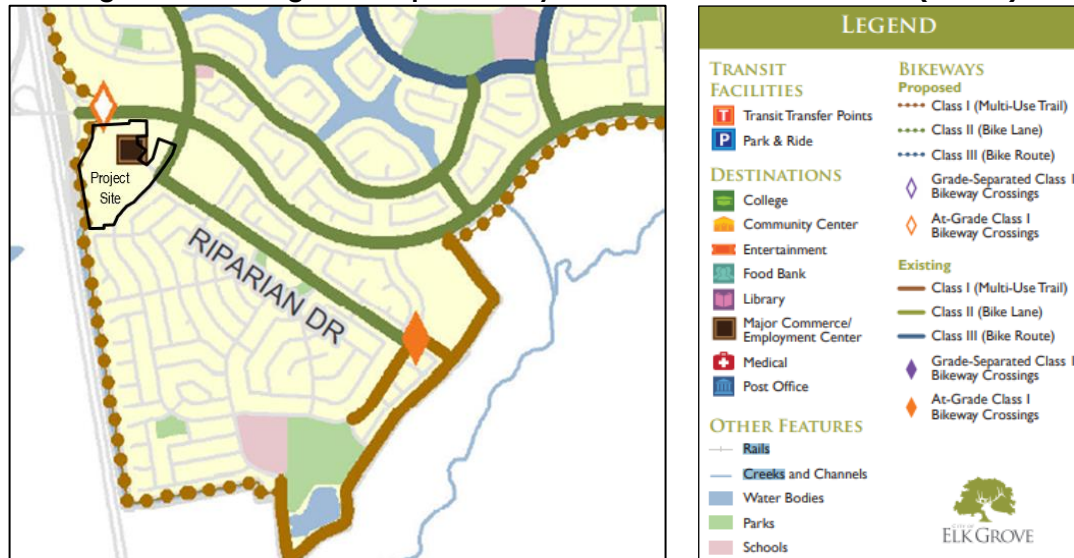 Project
Site
RIPARIAN DR
LEGEND
TRANSIT
FACILITIES
T Transit Transfer Points
P Park & Ride
DESTINATIONS
College
Community Center
Entertainment
Food Bank
Library
Major Commerce/
Employment Center
Medical
Post Office
OTHER FEATURES
Rails
Creeks and Channels
Water Bodies
Parks
Schools
BIKEWAYS
Proposed
Class I (Multi-Use Trail)
Class II (Bike Lane)
Class III (Bike Route)
Grade-Separated Class I
Bikeway Crossings
At-Grade Class I
Bikeway Crossings
Existing
Class I (Multi-Use Trail)
Class II (Bike Lane)
Class III (Bike Route)
Grade-Separated Class I
Bikeway Crossings
At-Grade Class I
Bikeway Crossings
CITY OF
ELK GROVE